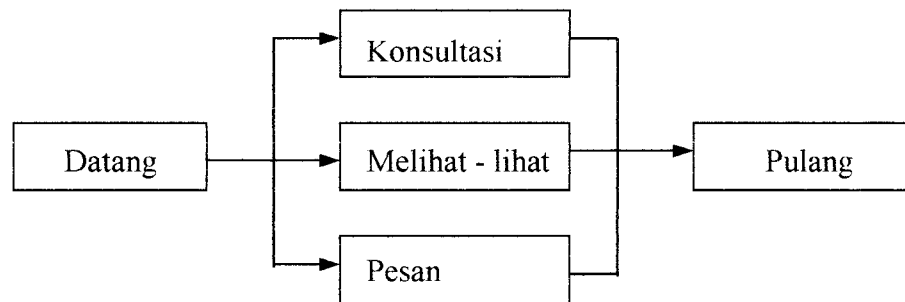 Konsultasi
Datang
Melihat - lihat
Pulang
Pesan